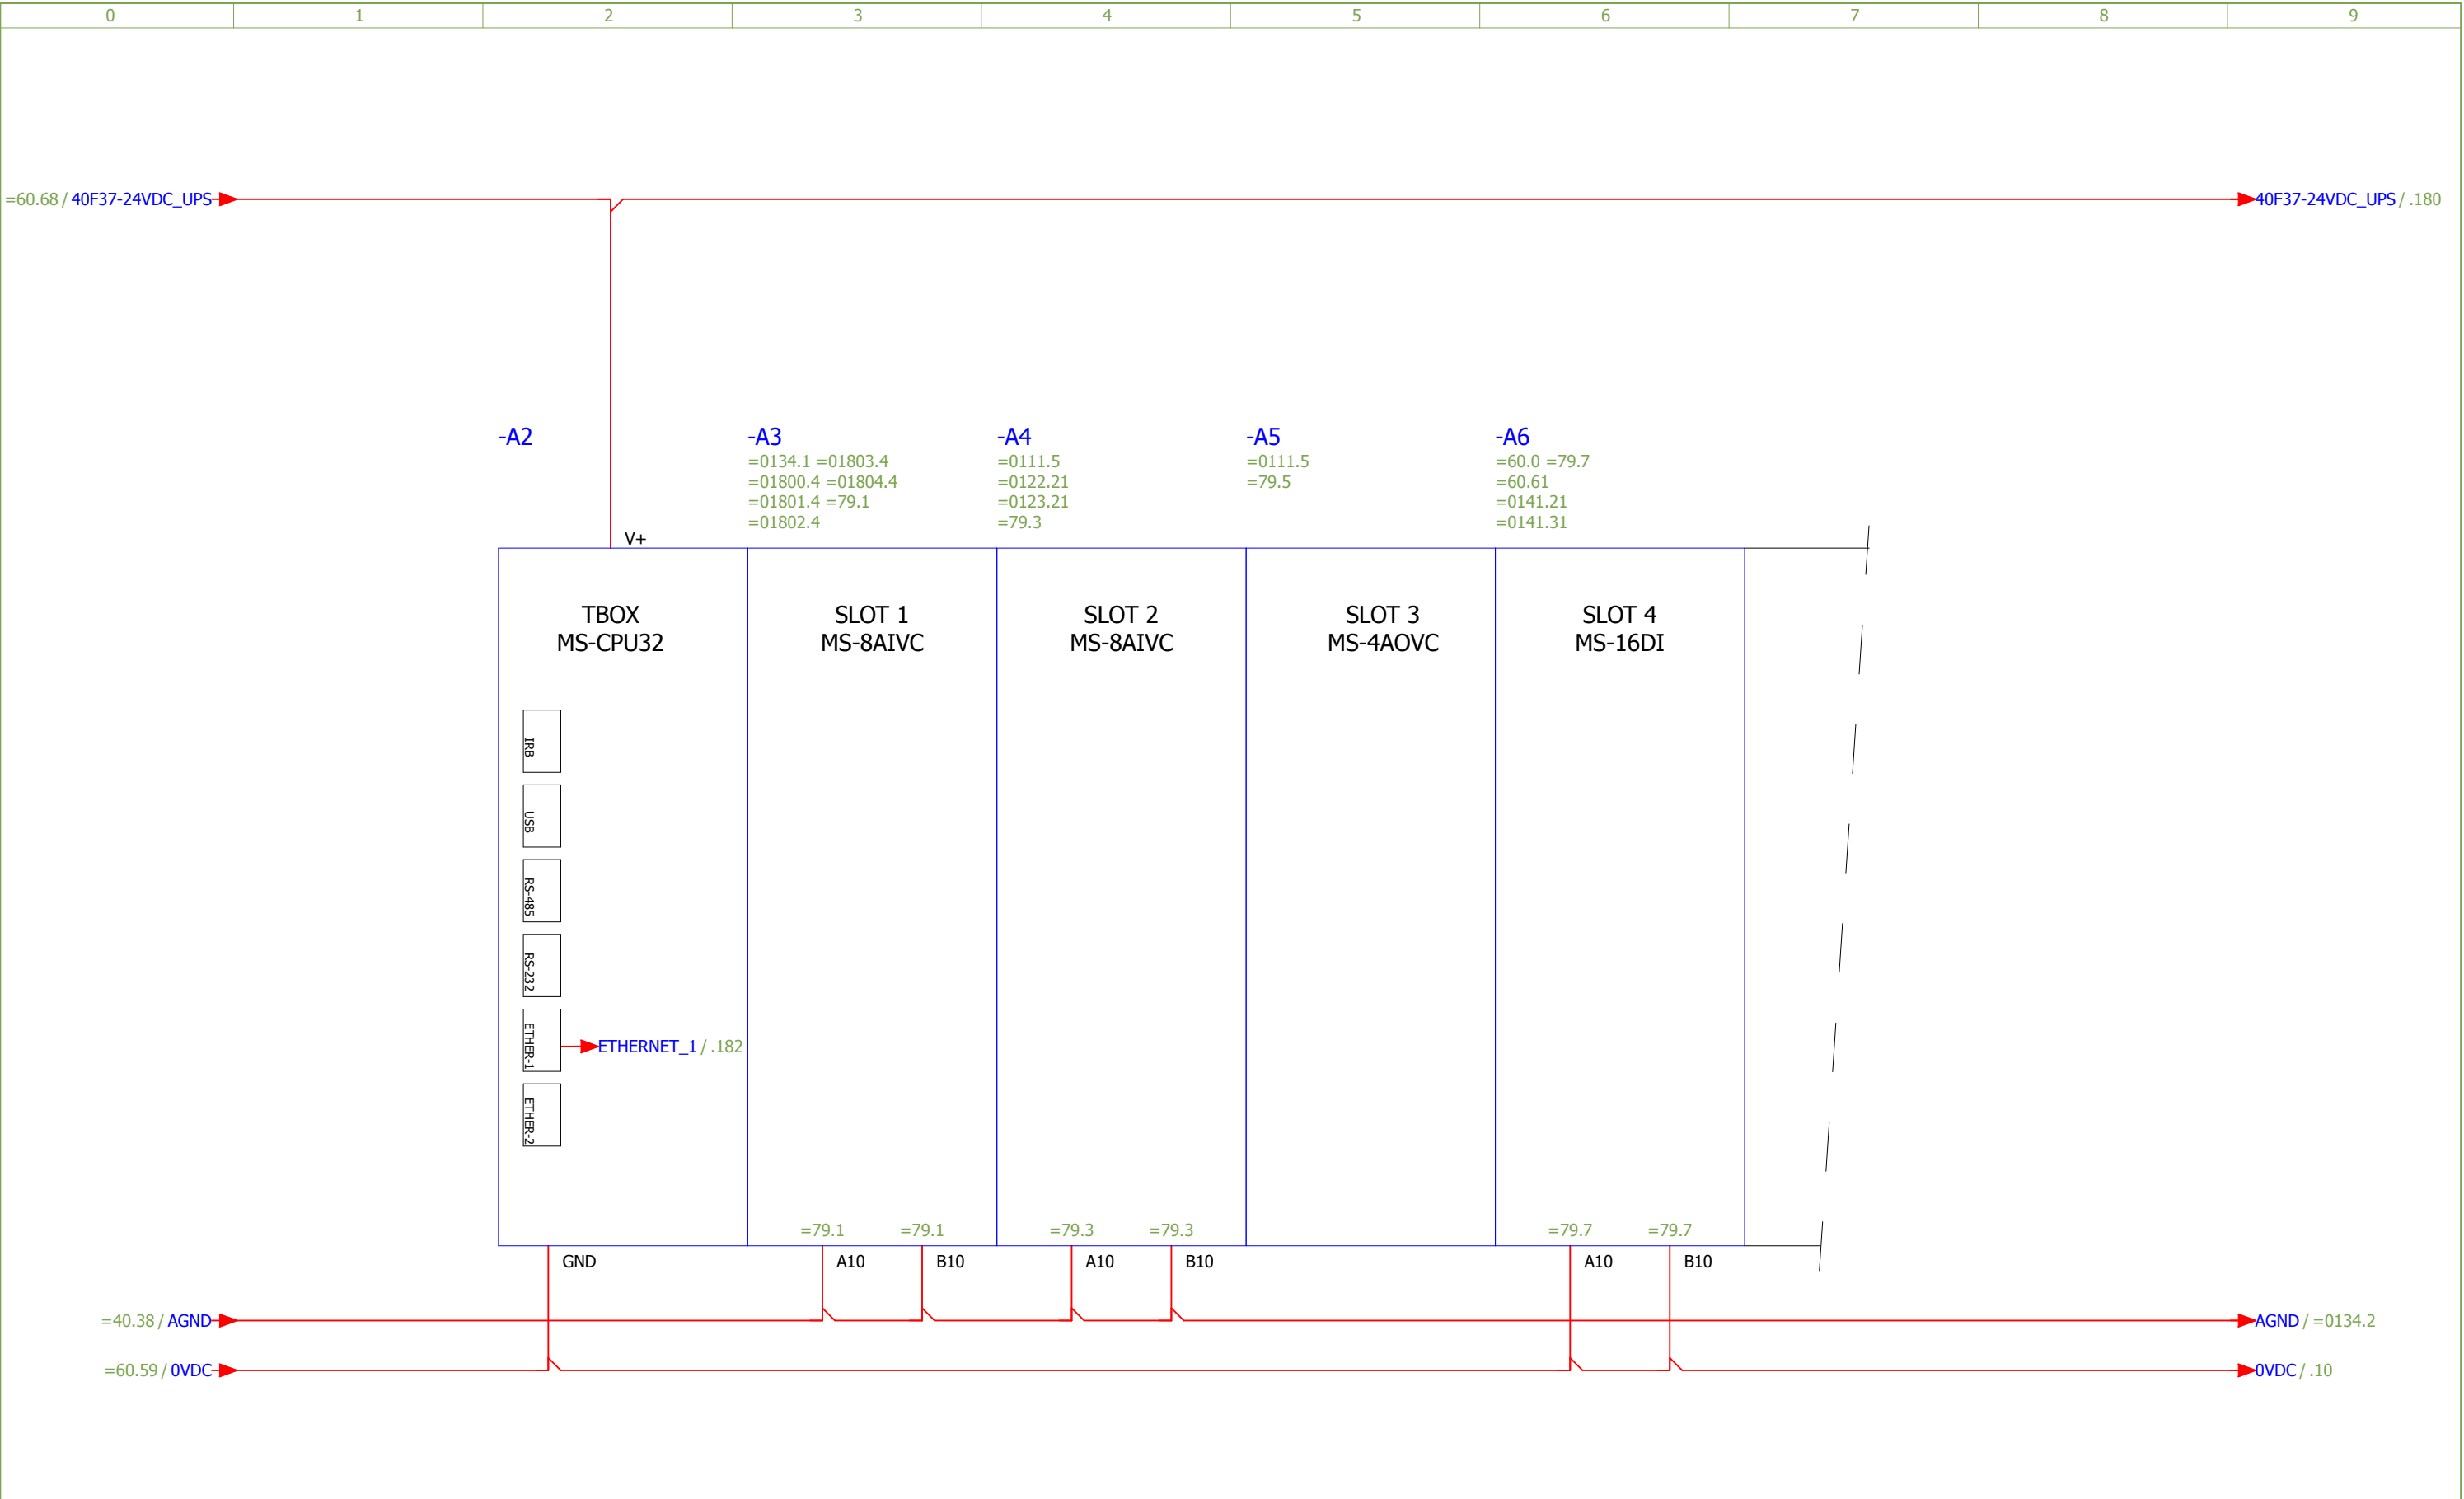 0 1 2 3 4 5 6 7 8 9
=60.68 / 40F37-24VDC_UPS
40F37-24VDC_UPS / .180
-A2
-A3
=0134.1 =01803.4
=01800.4 =01804.4
=01801.4 =79.1
=01802.4
-A4
=0111.5
=0122.21
=0123.21
=79.3
-A5
=0111.5
=79.5
-A6
=60.0 =79.7
=60.61
=0141.21
=0141.31
V+
TBOX
MS-CPU32
SLOT 1
MS-8AIVC
SLOT 2
MS-8AIVC
SLOT 3
MS-4AOVC
SLOT 4
MS-16DI
IRB
USB
RS-485
RS-232
ETHER-1
ETHERNET_1 / .182
ETHER-2
=79.1 =79.1 =79.3 =79.3 =79.7 =79.7
GND A10 B10 A10 B10 A10 B10
=40.38 / AGND
AGND / =0134.2
=60.59 / 0VDC
0VDC / .10